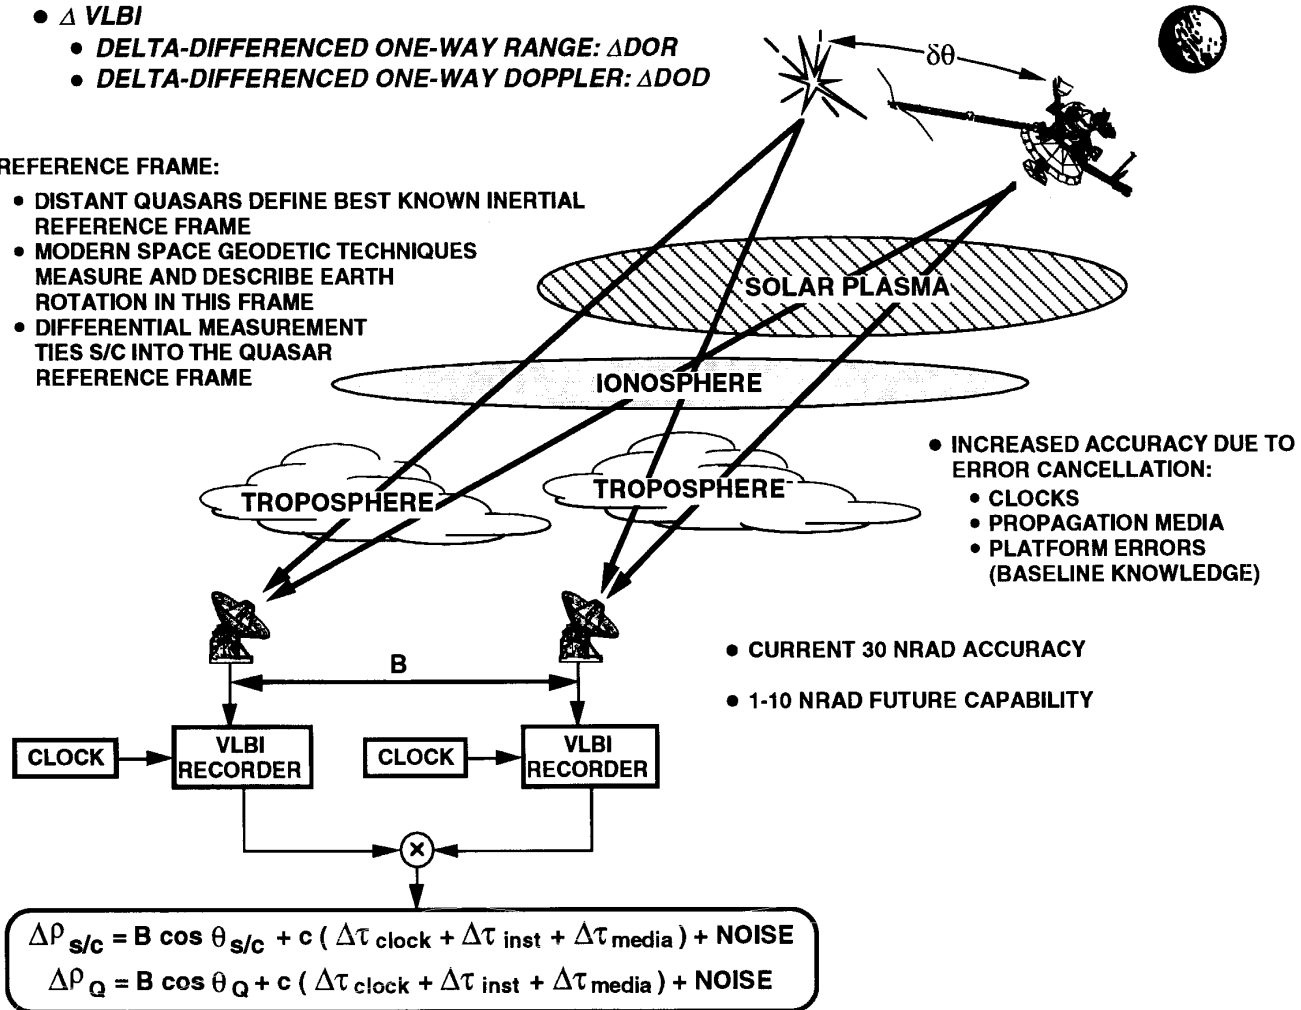 • Δ VLBI
• DELTA-DIFFERENCED ONE-WAY RANGE: ΔDOR
• DELTA-DIFFERENCED ONE-WAY DOPPLER: ΔDOD
δθ
REFERENCE FRAME:
• DISTANT QUASARS DEFINE BEST KNOWN INERTIAL
REFERENCE FRAME
• MODERN SPACE GEODETIC TECHNIQUES
MEASURE AND DESCRIBE EARTH
ROTATION IN THIS FRAME
• DIFFERENTIAL MEASUREMENT
TIES S/C INTO THE QUASAR
REFERENCE FRAME
SOLAR PLASMA
IONOSPHERE
TROPOSPHERE
TROPOSPHERE
• INCREASED ACCURACY DUE TO
ERROR CANCELLATION:
• CLOCKS
• PROPAGATION MEDIA
• PLATFORM ERRORS
(BASELINE KNOWLEDGE)
• CURRENT 30 NRAD ACCURACY
• 1-10 NRAD FUTURE CAPABILITY
B
CLOCK
VLBI
RECORDER
CLOCK
VLBI
RECORDER
X
Δρ s/c = B cos θ s/c + c ( Δτ clock + Δτ inst + Δτ media ) + NOISE
Δρ Q = B cos θ Q + c ( Δτ clock + Δτ inst + Δτ media ) + NOISE